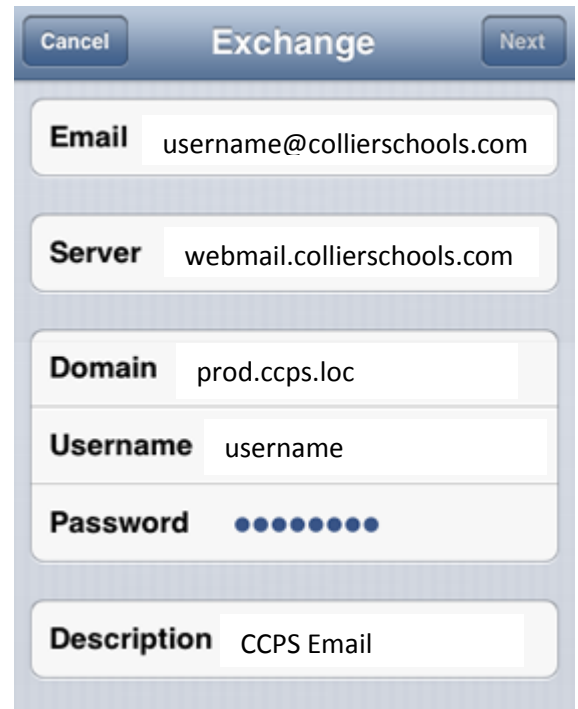 Cancel Exchange Next
Email username@collierschools.com
Server webmail.collierschools.com
Domain prod.ccps.loc
Username username
Password ●●●●●●●●
Description CCPS Email